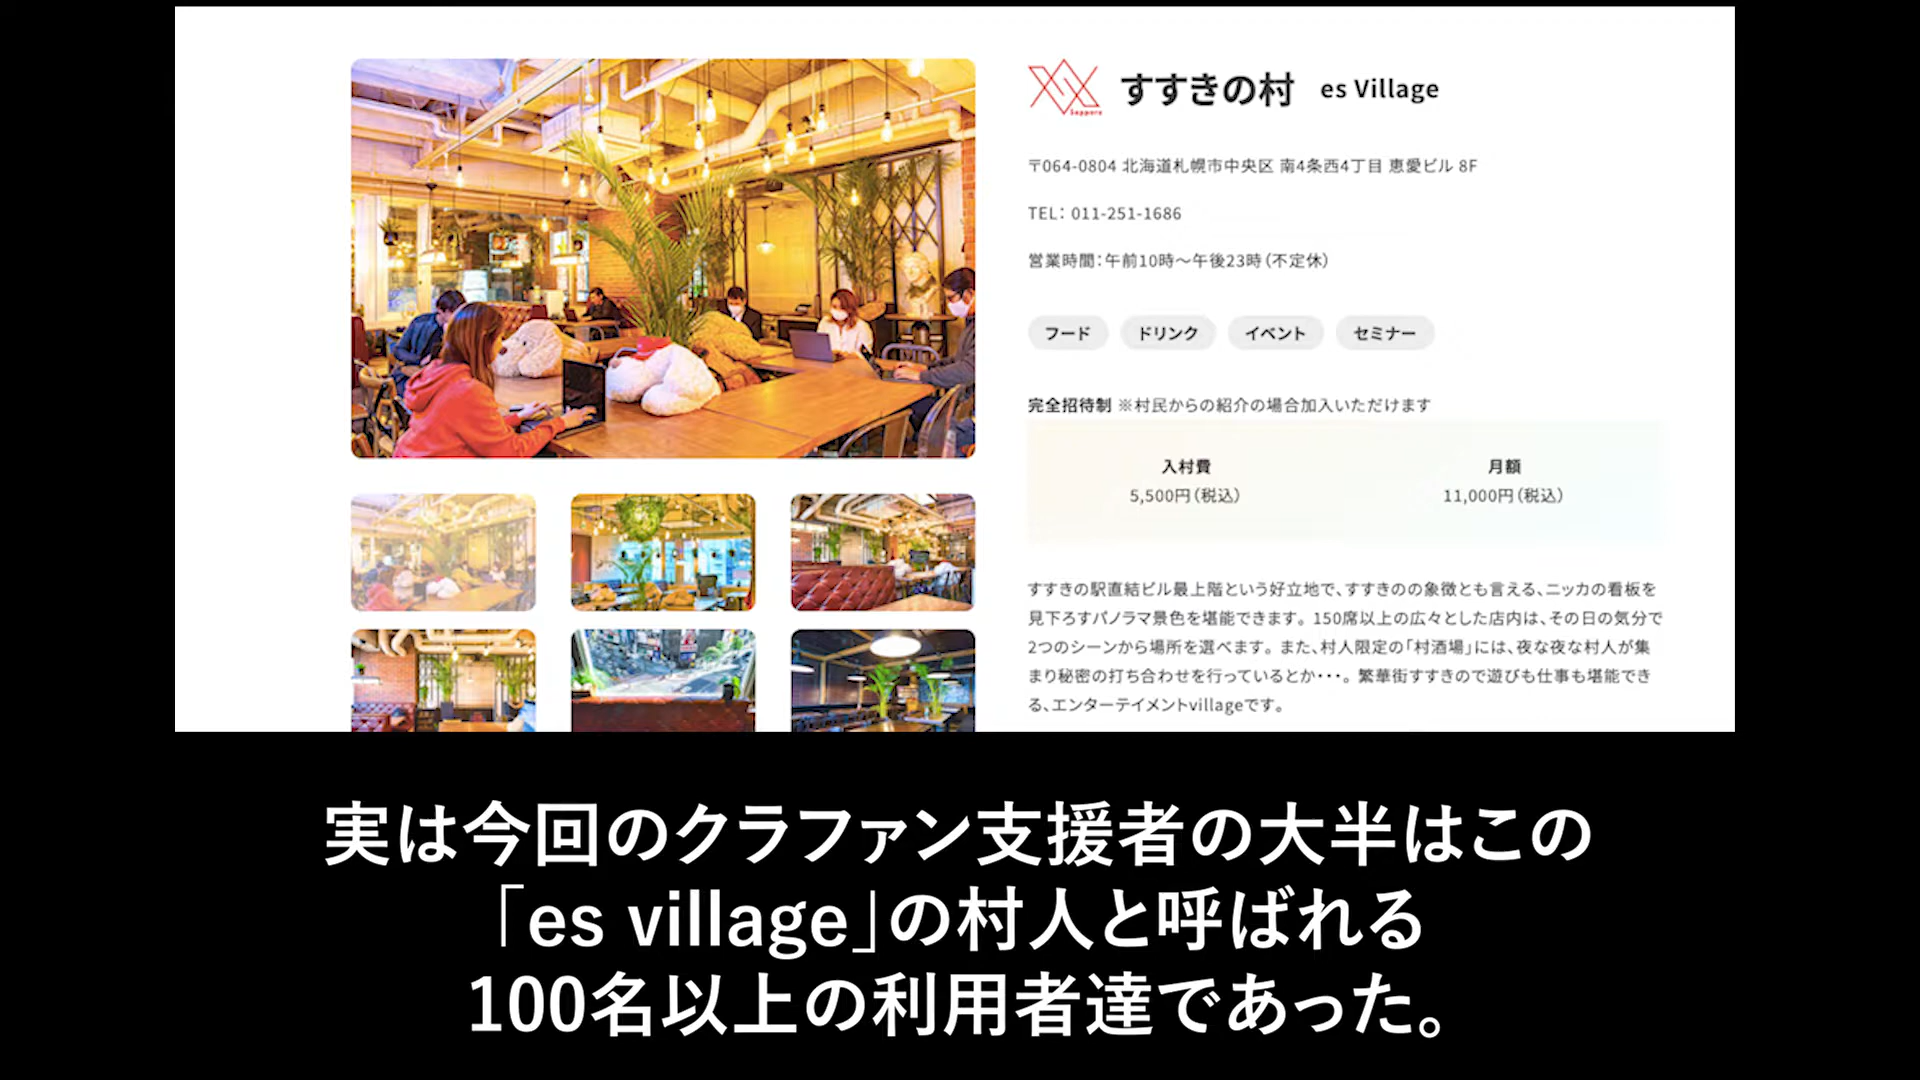 Sapporo
すすきの村 es Village
〒064-0804 北海道札幌市中央区 南4条西4丁目 恵愛ビル 8F
TEL: 011-251-1686
営業時間:午前10時〜午後23時(不定休)
フード ドリンク イベント セミナー
完全招待制 ※村民からの紹介の場合加入いただけます
入村費 月額
5,500円(税込) 11,000円(税込)
すすきの駅直結ビル最上階という好立地で、すすきのの象徴とも言える、ニッカの看板を
見下ろすパノラマ景色を堪能できます。150席以上の広々とした店内は、その日の気分で
2つのシーンから場所を選べます。また、村人限定の「村酒場」には、夜な夜な村人が集
まり秘密の打ち合わせを行っているとか・・・。繁華街すすきので遊びも仕事も堪能でき
る、エンターテイメントvillageです。
実は今回のクラファン支援者の大半はこの
「es village」の村人と呼ばれる
100名以上の利用者達であった。